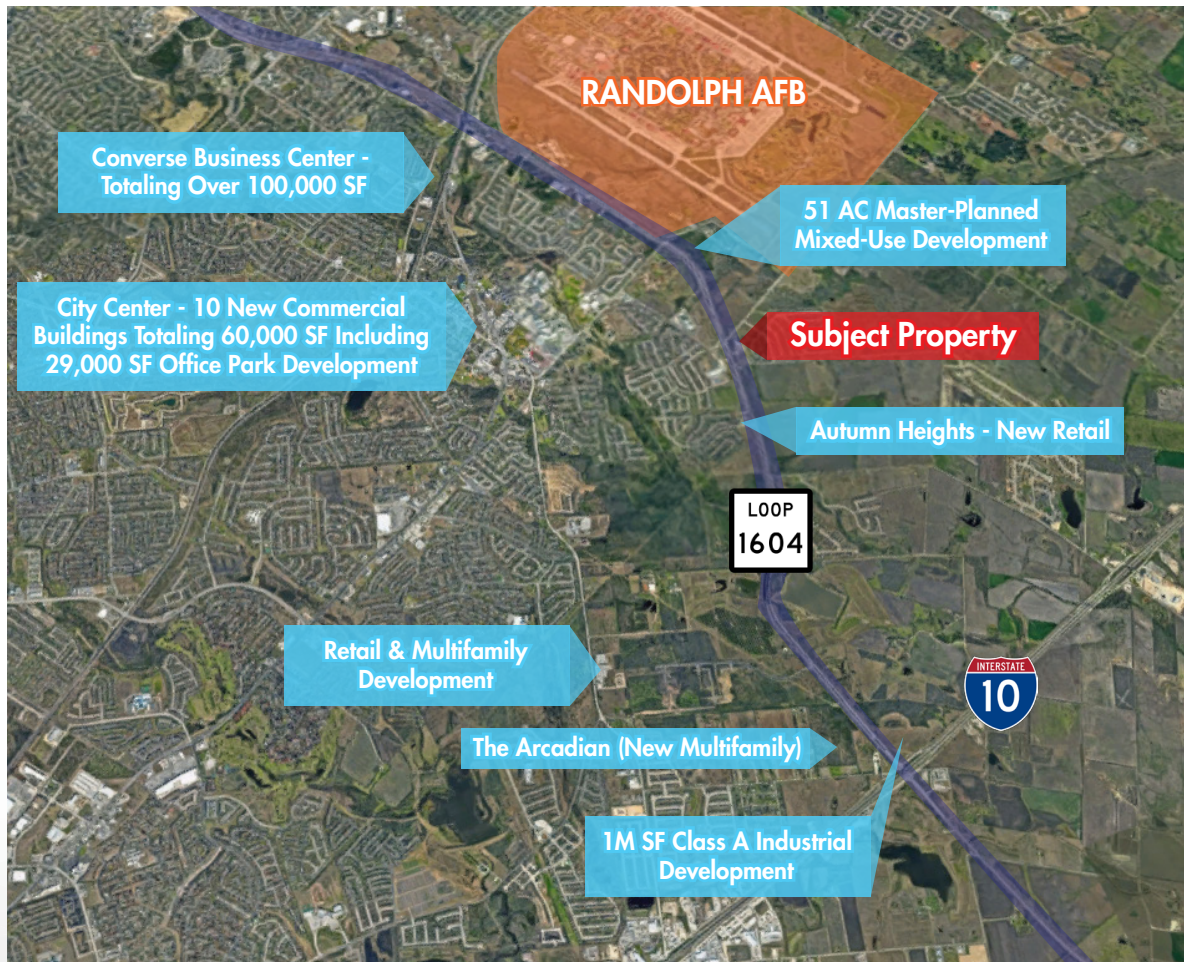 RANDOLPH AFB
Converse Business Center -
Totaling Over 100,000 SF
51 AC Master-Planned
Mixed-Use Development
City Center - 10 New Commercial
Buildings Totaling 60,000 SF Including
29,000 SF Office Park Development
Subject Property
Autumn Heights - New Retail
LOOP
1604
Retail & Multifamily
Development
INTERSTATE
10
The Arcadian (New Multifamily)
1M SF Class A Industrial
Development